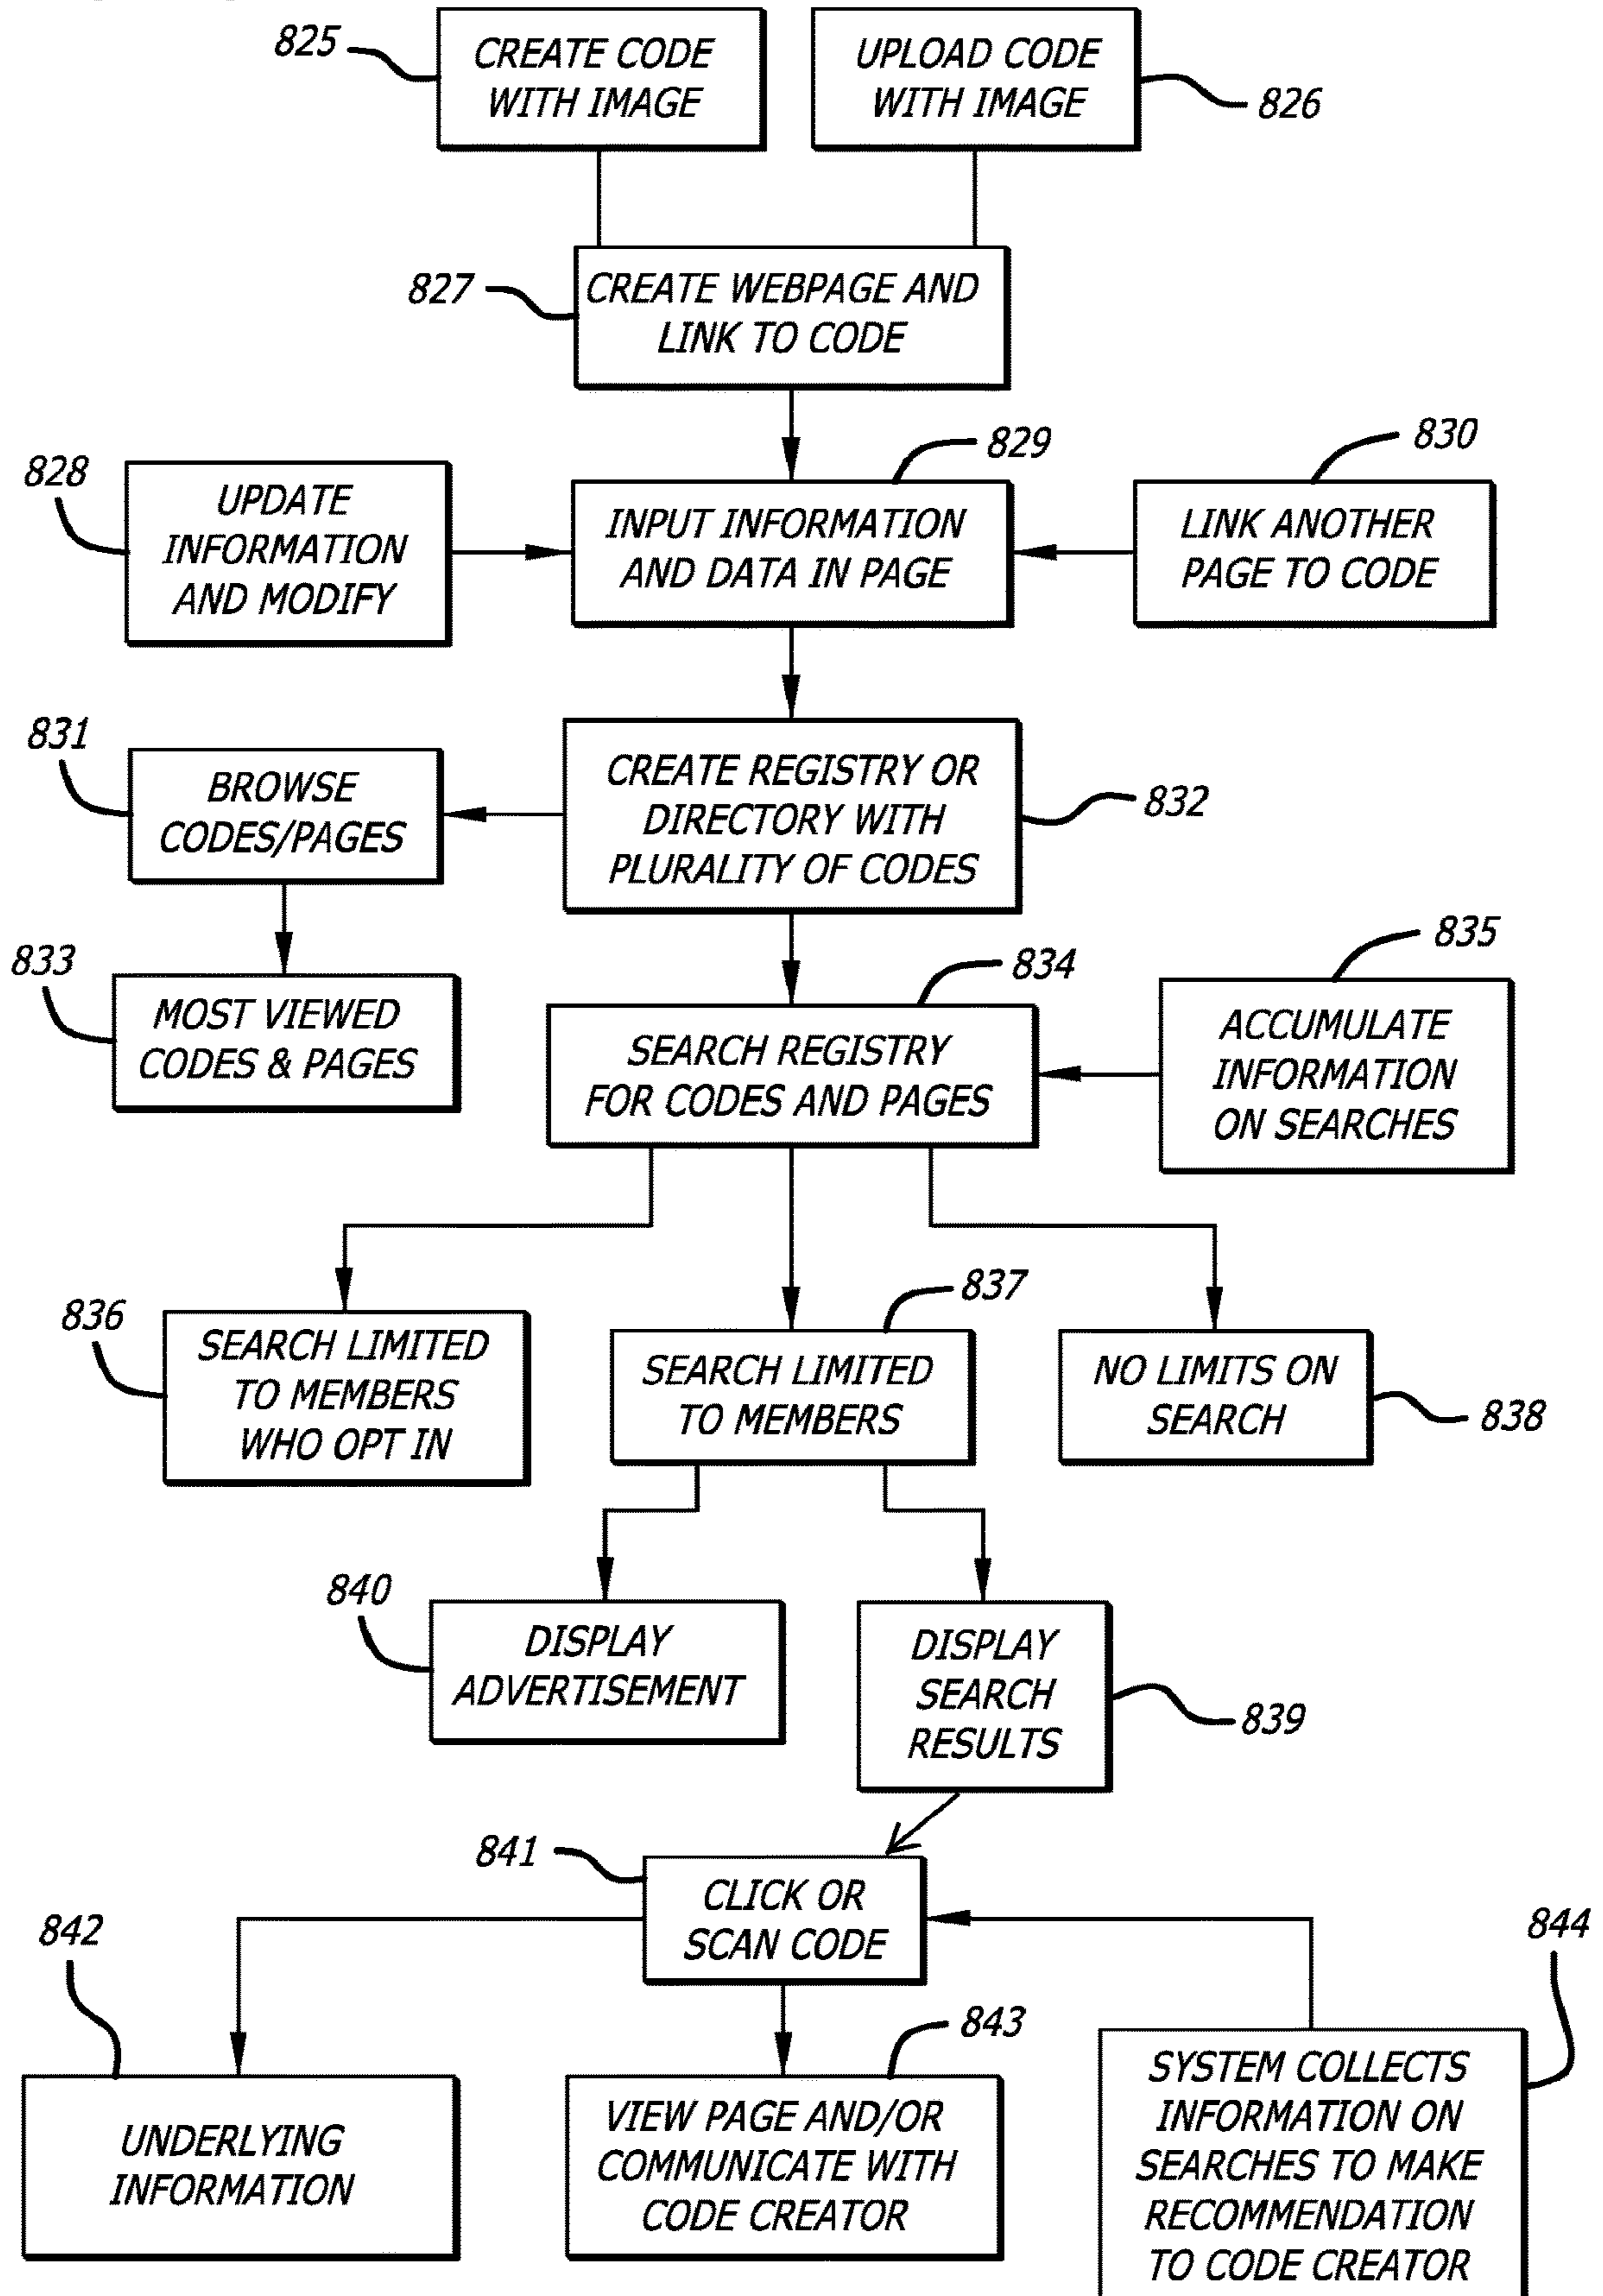 825
CREATE CODE
WITH IMAGE
UPLOAD CODE
WITH IMAGE
826
827
CREATE WEBPAGE AND
LINK TO CODE
828
UPDATE
INFORMATION
AND MODIFY
829
INPUT INFORMATION
AND DATA IN PAGE
830
LINK ANOTHER
PAGE TO CODE
831
BROWSE
CODES/PAGES
CREATE REGISTRY OR
DIRECTORY WITH
PLURALITY OF CODES
832
833
MOST VIEWED
CODES & PAGES
834
SEARCH REGISTRY
FOR CODES AND PAGES
835
ACCUMULATE
INFORMATION
ON SEARCHES
836
SEARCH LIMITED
TO MEMBERS
WHO OPT IN
837
SEARCH LIMITED
TO MEMBERS
NO LIMITS ON
SEARCH
838
840
DISPLAY
ADVERTISEMENT
DISPLAY
SEARCH
RESULTS
839
841
CLICK OR
SCAN CODE
842
UNDERLYING
INFORMATION
843
VIEW PAGE AND/OR
COMMUNICATE WITH
CODE CREATOR
844
SYSTEM COLLECTS
INFORMATION ON
SEARCHES TO MAKE
RECOMMENDATION
TO CODE CREATOR